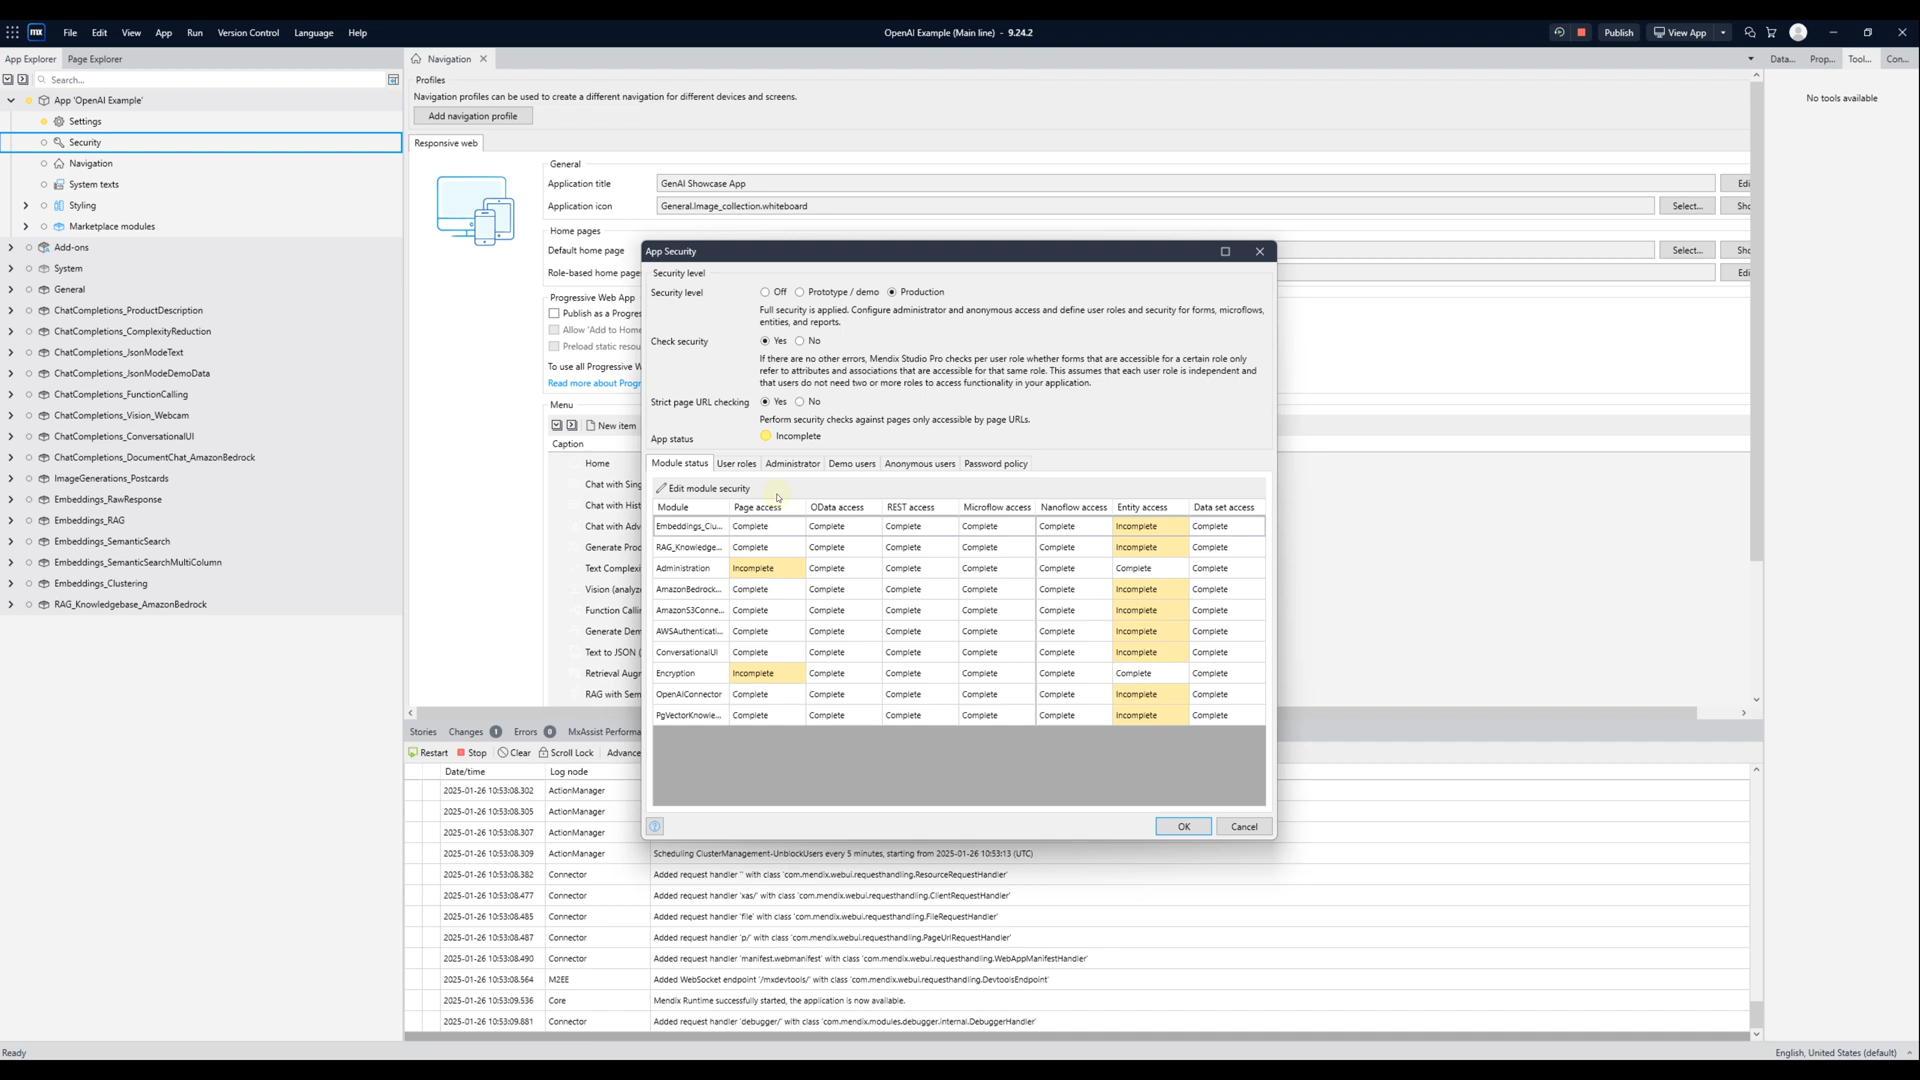 mx File Edit View App Run Version Control Language Help OpenAI Example (Main line) - 9.24.2 Publish View App
App Explorer Page Explorer Navigation Data... Prop... Tool... Con...
Search...
App 'OpenAI Example'
Settings
Security
Navigation
System texts
Styling
Marketplace modules
Add-ons
System
General
ChatCompletions_ProductDescription
ChatCompletions_ComplexityReduction
ChatCompletions_JsonModeText
ChatCompletions_JsonModeDemoData
ChatCompletions_FunctionCalling
ChatCompletions_Vision_Webcam
ChatCompletions_ConversationalUI
ChatCompletions_DocumentChat_AmazonBedrock
ImageGenerations_Postcards
Embeddings_RawResponse
Embeddings_RAG
Embeddings_SemanticSearch
Embeddings_SemanticSearchMultiColumn
Embeddings_Clustering
RAG_Knowledgebase_AmazonBedrock
Profiles
Navigation profiles can be used to create a different navigation for different devices and screens.
Add navigation profile
Responsive web
General
Application title GenAI Showcase App Edi
Application icon General.Image_collection.whiteboard Select... Sho
Home pages
Default home page Select... Sho
Role-based home page Edi
Progressive Web App
Publish as a Progres
Allow 'Add to Home
Preload static resou
To use all Progressive W
Read more about Progr
Menu
New item
Caption
Home
Chat with Sing
Chat with Hist
Chat with Adv
Generate Proc
Text Complexi
Vision (analyz
Function Calli
Generate Dem
Text to JSON (
Retrieval Augr
RAG with Sem
No tools available
App Security
Security level
Security level Off Prototype / demo Production
Full security is applied. Configure administrator and anonymous access and define user roles and security for forms, microflows,
entities, and reports.
Check security Yes No
If there are no other errors, Mendix Studio Pro checks per user role whether forms that are accessible for a certain role only
refer to attributes and associations that are accessible for that same role. This assumes that each user role is independent and
that users do not need two or more roles to access functionality in your application.
Strict page URL checking Yes No
Perform security checks against pages only accessible by page URLs.
App status Incomplete
Module status User roles Administrator Demo users Anonymous users Password policy
Edit module security
Module Page access OData access REST access Microflow access Nanoflow access Entity access Data set access
Embeddings_Clu... Complete Complete Complete Complete Complete Incomplete Complete
RAG_Knowledge... Complete Complete Complete Complete Complete Incomplete Complete
Administration Incomplete Complete Complete Complete Complete Complete Complete
AmazonBedrock... Complete Complete Complete Complete Complete Incomplete Complete
AmazonS3Conne... Complete Complete Complete Complete Complete Incomplete Complete
AWSAuthenticati... Complete Complete Complete Complete Complete Incomplete Complete
ConversationalUI Complete Complete Complete Complete Complete Incomplete Complete
Encryption Incomplete Complete Complete Complete Complete Complete Complete
OpenAIConnector Complete Complete Complete Complete Complete Incomplete Complete
PgVectorKnowle... Complete Complete Complete Complete Complete Incomplete Complete
OK Cancel
Stories Changes 1 Errors 0 MxAssist Performa
Restart Stop Clear Scroll Lock Advance
Date/time Log node
2025-01-26 10:53:08.302 ActionManager
2025-01-26 10:53:08.305 ActionManager
2025-01-26 10:53:08.307 ActionManager
2025-01-26 10:53:08.309 ActionManager Scheduling ClusterManagement-UnblockUsers every 5 minutes, starting from 2025-01-26 10:53:13 (UTC)
2025-01-26 10:53:08.382 Connector Added request handler '' with class 'com.mendix.webui.requesthandling.ResourceRequestHandler'
2025-01-26 10:53:08.477 Connector Added request handler 'xas/' with class 'com.mendix.webui.requesthandling.ClientRequestHandler'
2025-01-26 10:53:08.485 Connector Added request handler 'file' with class 'com.mendix.webui.requesthandling.FileRequestHandler'
2025-01-26 10:53:08.487 Connector Added request handler 'p/' with class 'com.mendix.webui.requesthandling.PageUrlRequestHandler'
2025-01-26 10:53:08.490 Connector Added request handler 'manifest.webmanifest' with class 'com.mendix.webui.requesthandling.WebAppManifestHandler'
2025-01-26 10:53:08.564 M2EE Added WebSocket endpoint '/mxdevtools/' with class 'com.mendix.webui.requesthandling.DevtoolsEndpoint'
2025-01-26 10:53:09.536 Core Mendix Runtime successfully started, the application is now available.
2025-01-26 10:53:09.881 Connector Added request handler 'debugger/' with class 'com.mendix.modules.debugger.internal.DebuggerHandler'
Ready English, United States (default)